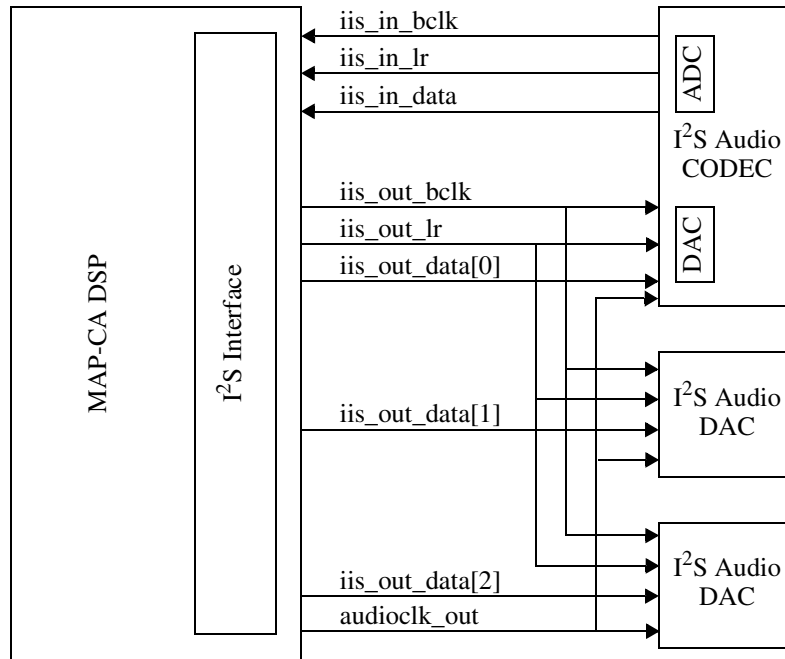 iis_in_bclk
iis_in_lr
iis_in_data
ADC
I²S Audio
CODEC
iis_out_bclk
iis_out_lr
iis_out_data[0]
DAC
MAP-CA DSP
I²S Interface
iis_out_data[1]
I²S Audio
DAC
iis_out_data[2]
audioclk_out
I²S Audio
DAC